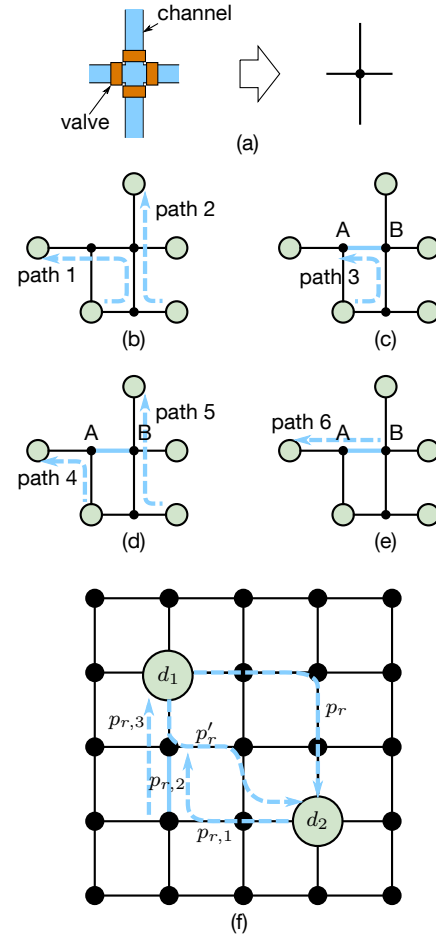 channel
valve
(a)
path 1
path 2
(b)
A
B
path 3
(c)
A
B
path 4
path 5
(d)
path 6
A
B
(e)
d₁
pᵣ,₃
p′ᵣ
pᵣ
pᵣ,₂
pᵣ,₁
d₂
(f)